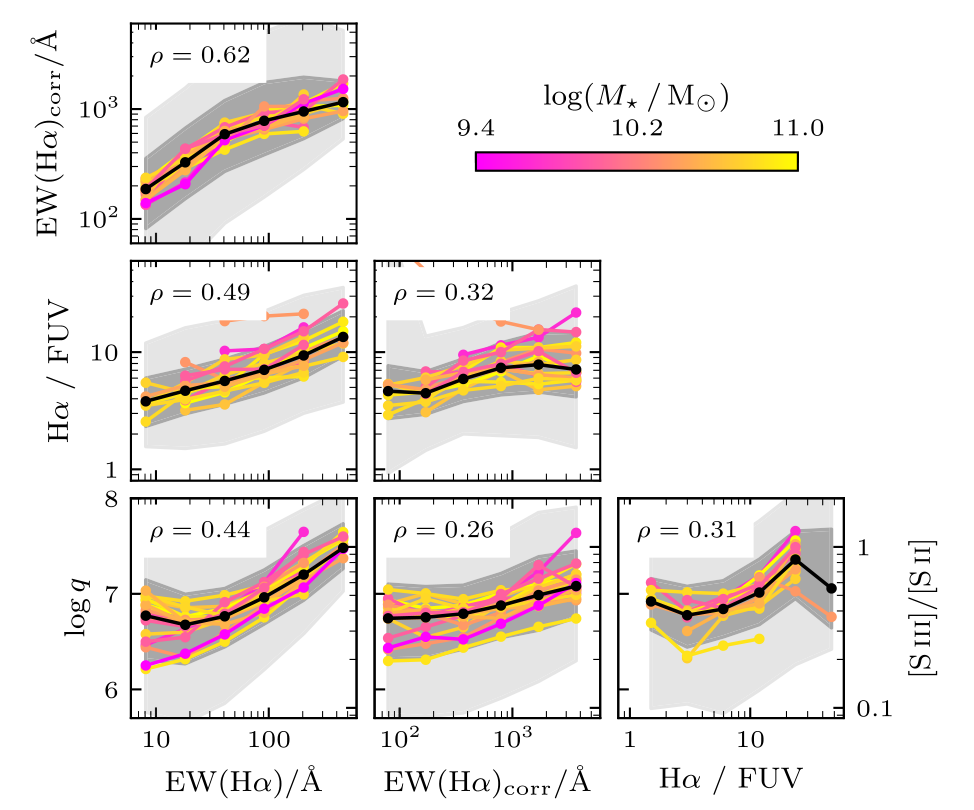 ρ = 0.62
EW(Hα)corr/Å
10³
10²
log(M⋆ / M⊙)
9.4 10.2 11.0
ρ = 0.49
ρ = 0.32
Hα / FUV
10
1
ρ = 0.44
ρ = 0.26
ρ = 0.31
log q
8
7
6
1
0.1
[S III]/[S II]
10 100
10² 10³
1 10
EW(Hα)/Å
EW(Hα)corr/Å
Hα / FUV